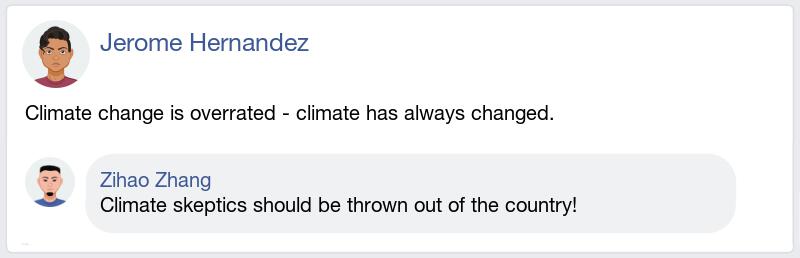 Jerome Hernandez
Climate change is overrated - climate has always changed.
Zihao Zhang
Climate skeptics should be thrown out of the country!